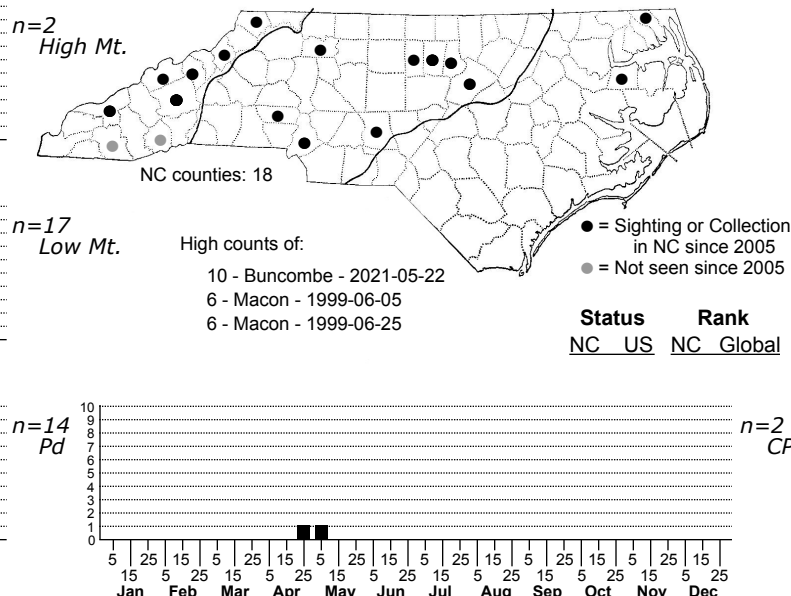 n=2
High Mt.
NC counties: 18
n=17
Low Mt.
High counts of:
10 - Buncombe - 2021-05-22
6 - Macon - 1999-06-05
6 - Macon - 1999-06-25
= Sighting or Collection
in NC since 2005
= Not seen since 2005
Status Rank
NC US NC Global
n=14
Pd
10
9
8
7
6
5
4
3
2
1
0
n=2
CP
5 25 15 5 25 15 5 25 15 5 25 15 5 25 15 5 25 15
15 5 25 15 5 25 15 5 25 15 5 25 15 5 25 15 5 25
Jan Feb Mar Apr May Jun Jul Aug Sep Oct Nov Dec